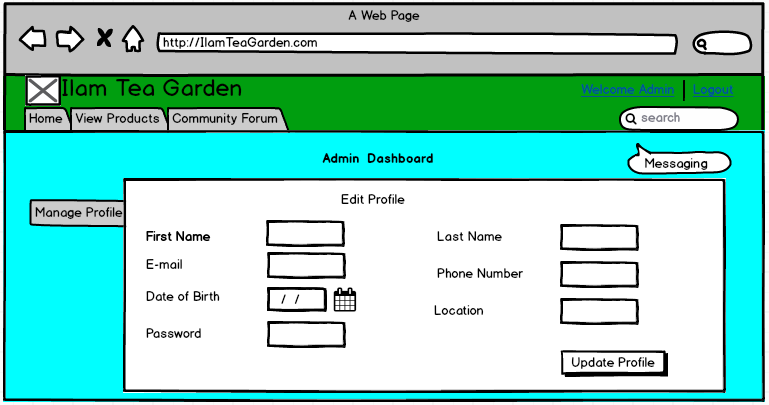 A Web Page
http://IlamTeaGarden.com
Ilam Tea Garden
Welcome Admin
Logout
Home
View Products
Community Forum
search
Admin Dashboard
Messaging
Manage Profile
Edit Profile
First Name
Last Name
E-mail
Phone Number
Date of Birth
/ /
Location
Password
Update Profile